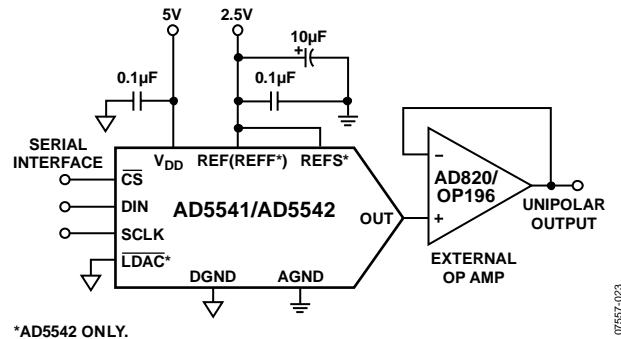 5V
2.5V
10µF
+
0.1µF
0.1µF
SERIAL
INTERFACE
VDD
REF(REFF*)
REFS*
CS
DIN
SCLK
LDAC*
AD5541/AD5542
OUT
DGND
AGND
–
+
AD820/
OP196
UNIPOLAR
OUTPUT
EXTERNAL
OP AMP
*AD5542 ONLY.
07557-023